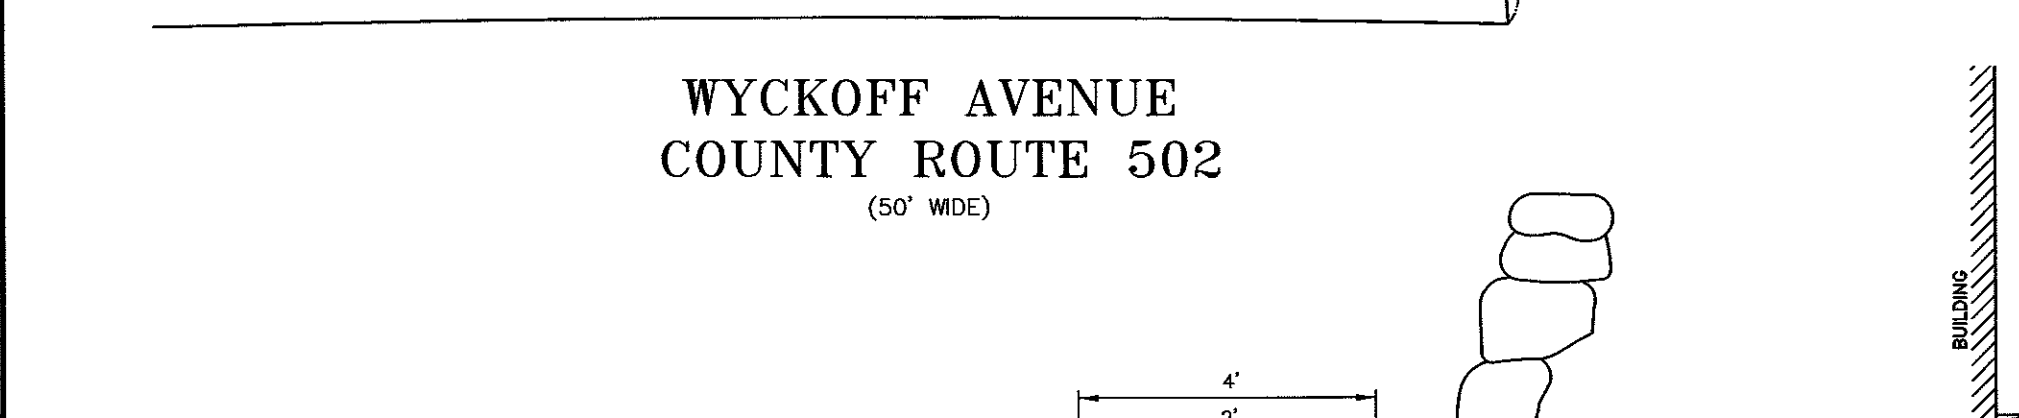 WYCKOFF AVENUE
COUNTY ROUTE 502
(50' WIDE)
BUILDING
4'